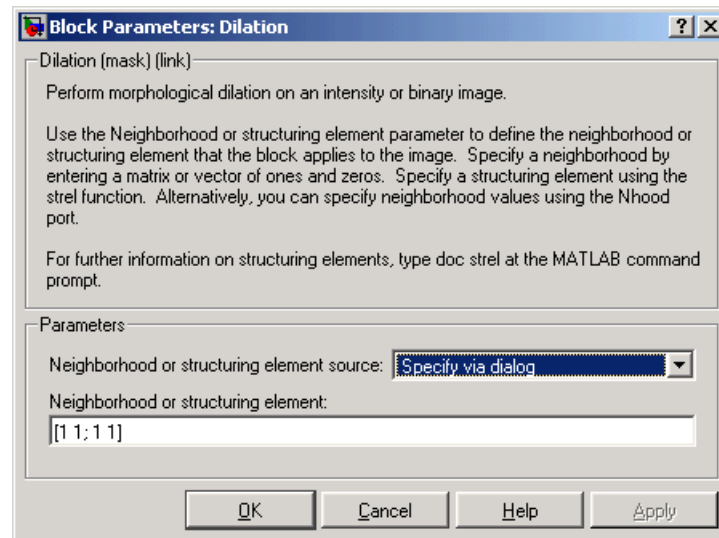 Block Parameters: Dilation
Dilation (mask) (link)
Perform morphological dilation on an intensity or binary image.
Use the Neighborhood or structuring element parameter to define the neighborhood or
structuring element that the block applies to the image.  Specify a neighborhood by
entering a matrix or vector of ones and zeros.  Specify a structuring element using the
strel function.  Alternatively, you can specify neighborhood values using the Nhood
port.
For further information on structuring elements, type doc strel at the MATLAB command
prompt.
Parameters
Neighborhood or structuring element source: Specify via dialog
Neighborhood or structuring element:
[1 1; 1 1]
OK Cancel Help Apply